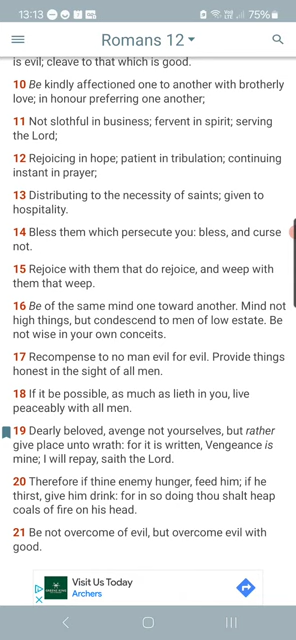 13:13
75%
Romans 12
is evil; cleave to that which is good.
10 Be kindly affectioned one to another with brotherly
love; in honour preferring one another;
11 Not slothful in business; fervent in spirit; serving
the Lord;
12 Rejoicing in hope; patient in tribulation; continuing
instant in prayer;
13 Distributing to the necessity of saints; given to
hospitality.
14 Bless them which persecute you: bless, and curse
not.
15 Rejoice with them that do rejoice, and weep with
them that weep.
16 Be of the same mind one toward another. Mind not
high things, but condescend to men of low estate. Be
not wise in your own conceits.
17 Recompense to no man evil for evil. Provide things
honest in the sight of all men.
18 If it be possible, as much as lieth in you, live
peaceably with all men.
19 Dearly beloved, avenge not yourselves, but rather
give place unto wrath: for it is written, Vengeance is
mine; I will repay, saith the Lord.
20 Therefore if thine enemy hunger, feed him; if he
thirst, give him drink: for in so doing thou shalt heap
coals of fire on his head.
21 Be not overcome of evil, but overcome evil with
good.
Visit Us Today
Archers